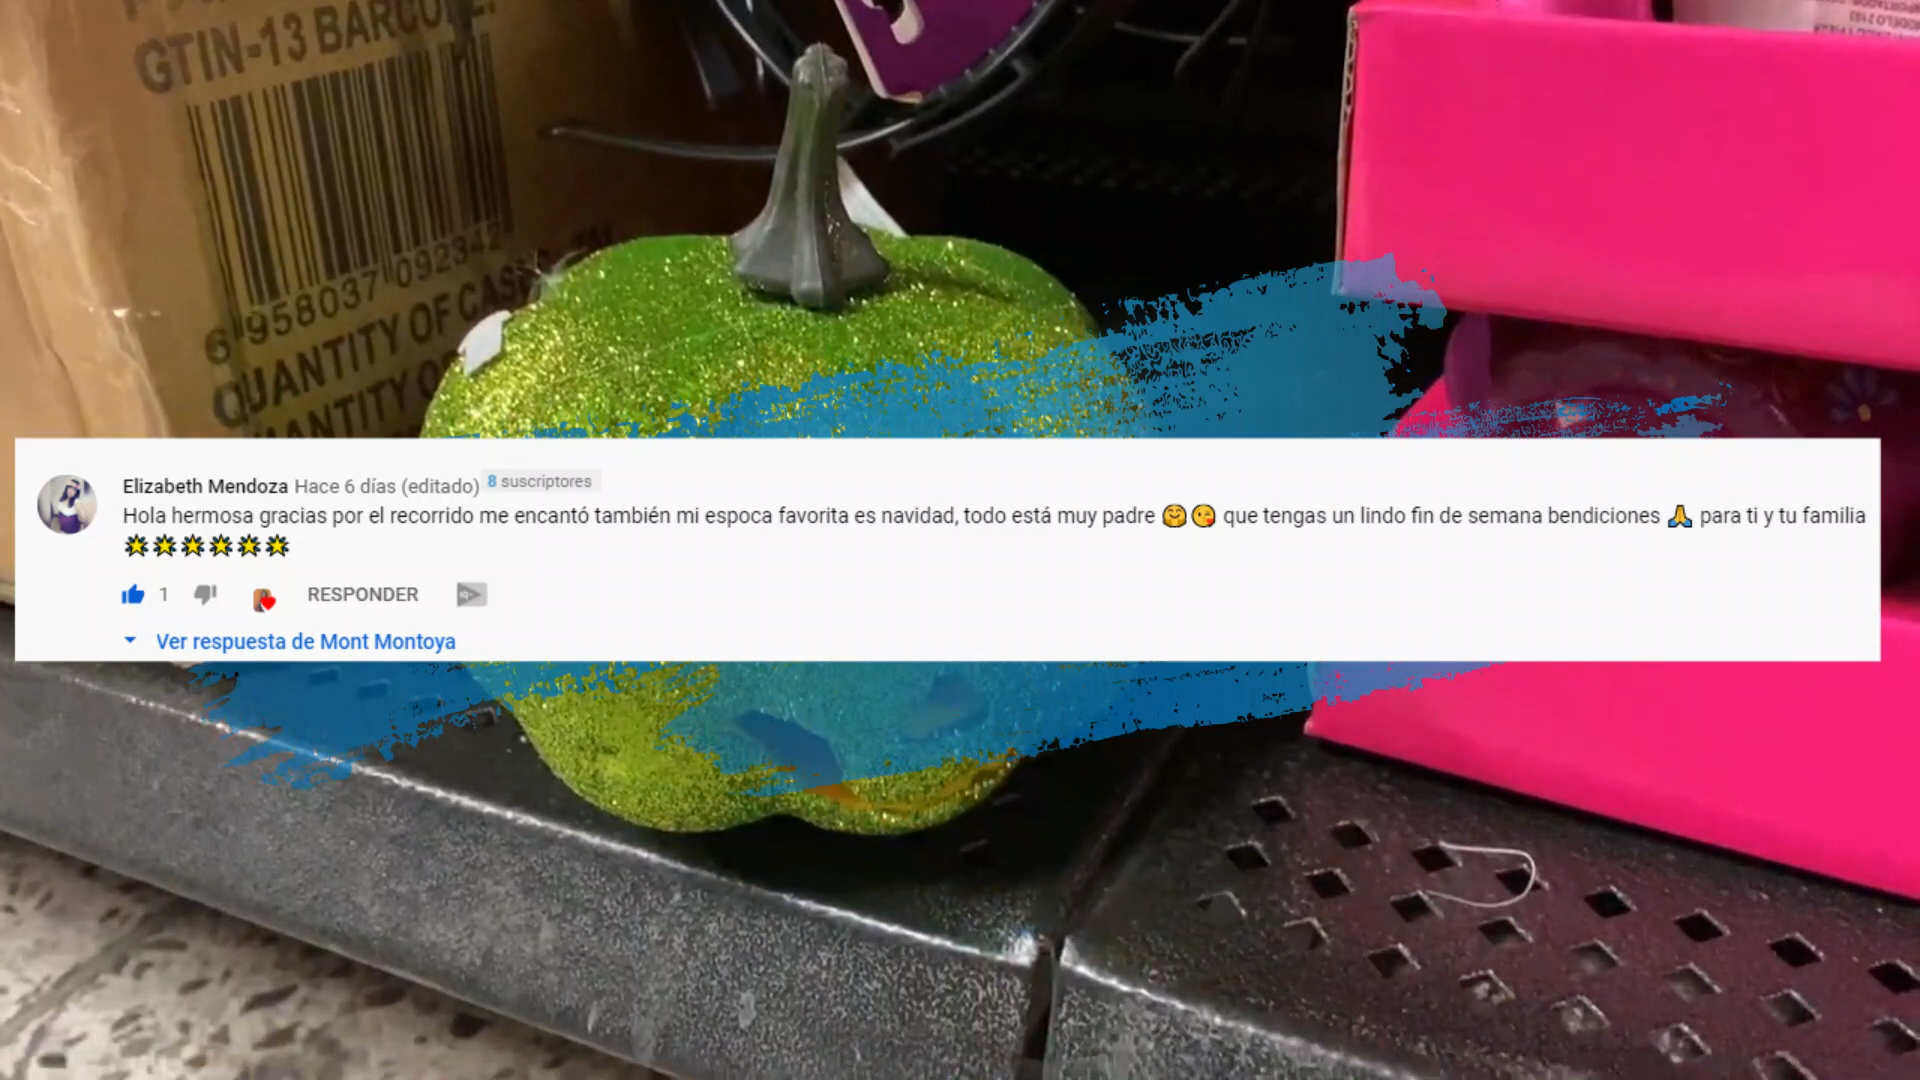 GTIN-13 BARCODE:
6 958037 092342
QUANTITY OF CAS
Elizabeth Mendoza Hace 6 días (editado) 8 suscriptores
Hola hermosa gracias por el recorrido me encantó también mi espoca favorita es navidad, todo está muy padre 🤗😘 que tengas un lindo fin de semana bendiciones 🙏 para ti y tu familia
🌟🌟🌟🌟🌟🌟
1 RESPONDER
Ver respuesta de Mont Montoya